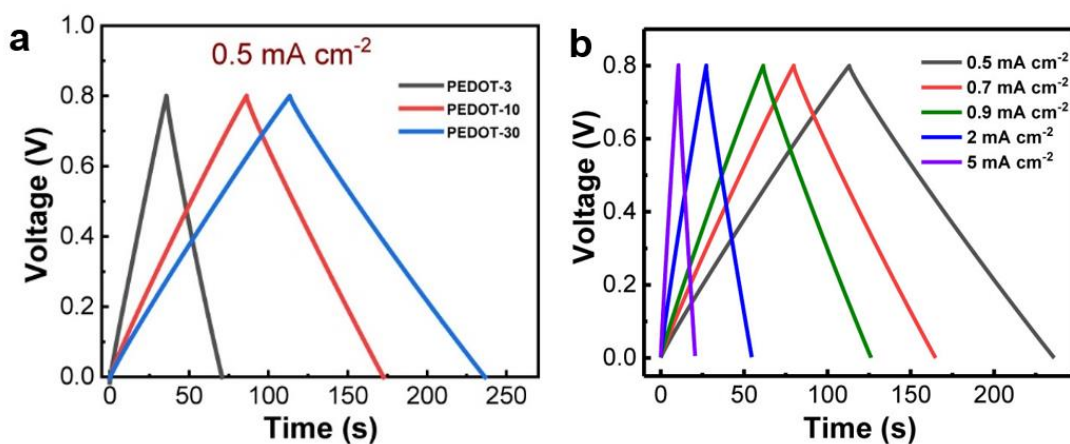 a
0.5 mA cm⁻²
PEDOT-3
PEDOT-10
PEDOT-30
Voltage (V)
1.0
0.8
0.6
0.4
0.2
0.0
0
50
100
150
200
250
Time (s)
b
0.5 mA cm⁻²
0.7 mA cm⁻²
0.9 mA cm⁻²
2 mA cm⁻²
5 mA cm⁻²
Voltage (V)
0.8
0.6
0.4
0.2
0.0
0
50
100
150
200
Time (s)